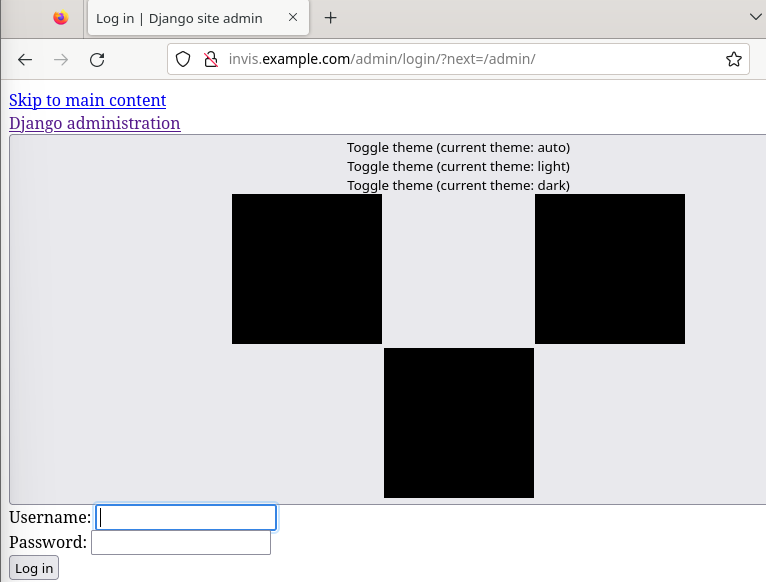 Log in | Django site admin
invis.example.com/admin/login/?next=/admin/
Skip to main content
Django administration
Toggle theme (current theme: auto)
Toggle theme (current theme: light)
Toggle theme (current theme: dark)
Username:
Password:
Log in